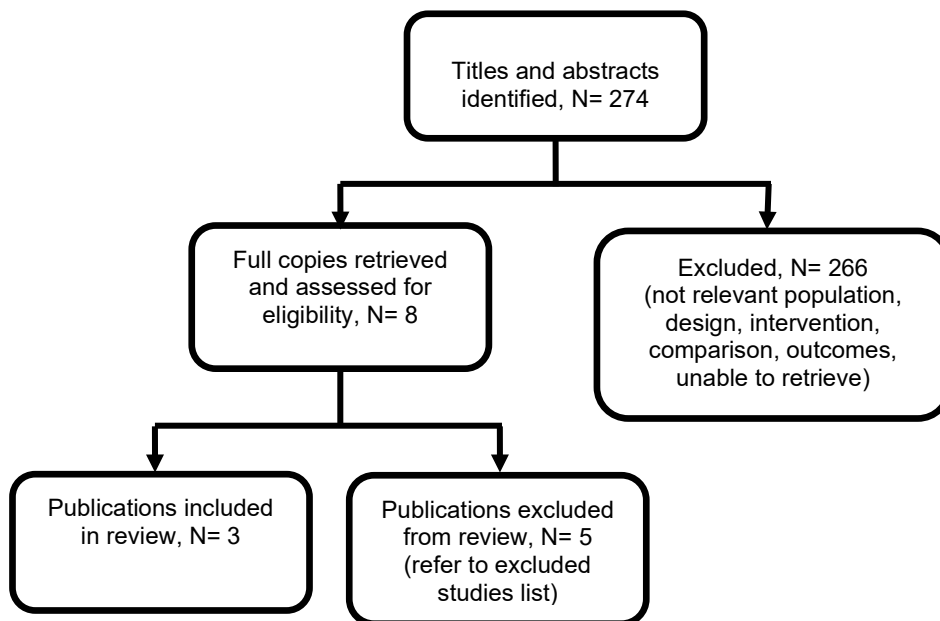 Titles and abstracts
identified, N= 274
Full copies retrieved
and assessed for
eligibility, N= 8
Excluded, N= 266
(not relevant population,
design, intervention,
comparison, outcomes,
unable to retrieve)
Publications included
in review, N= 3
Publications excluded
from review, N= 5
(refer to excluded
studies list)